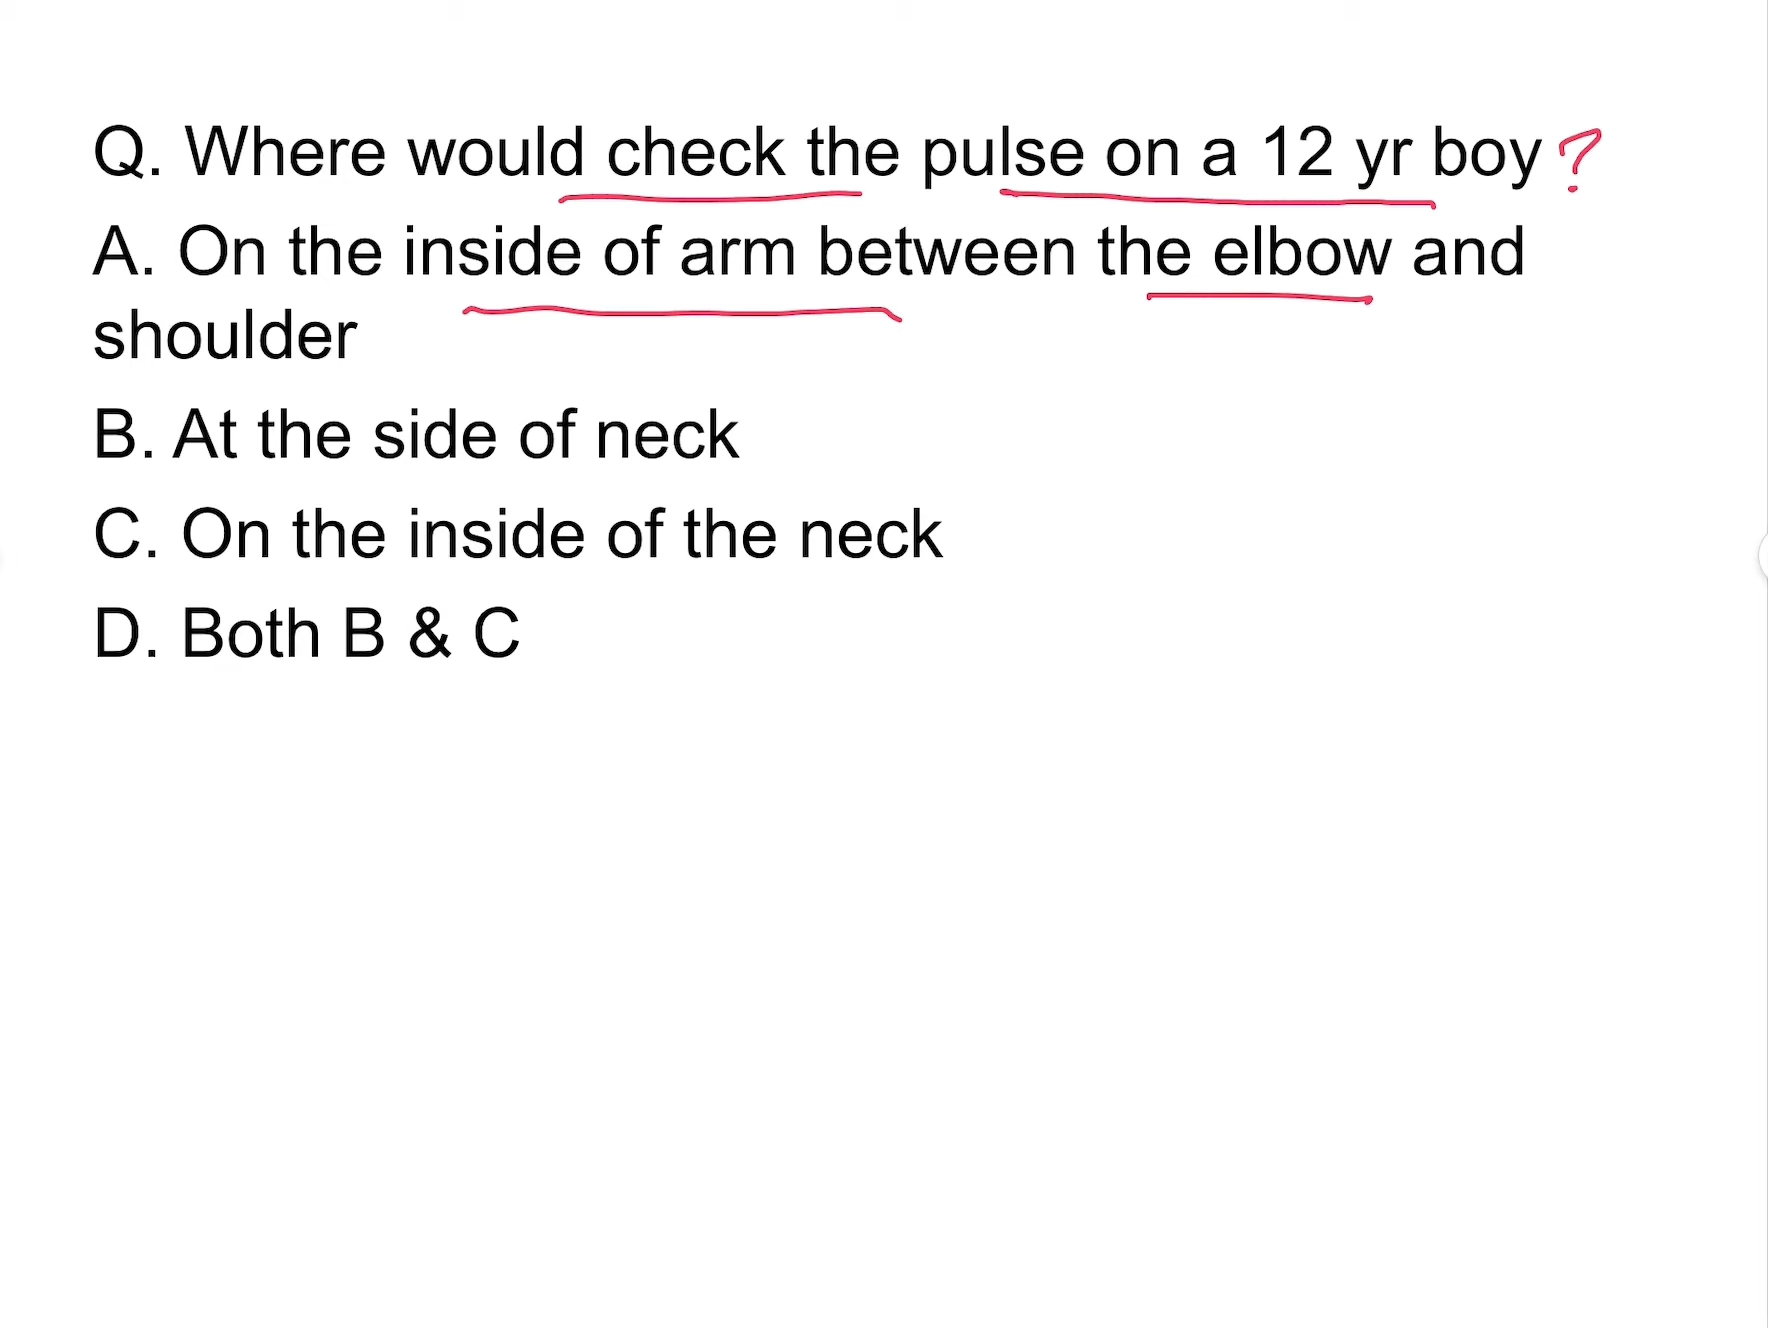 Q. Where would check the pulse on a 12 yr boy?
A. On the inside of arm between the elbow and
shoulder
B. At the side of neck
C. On the inside of the neck
D. Both B & C